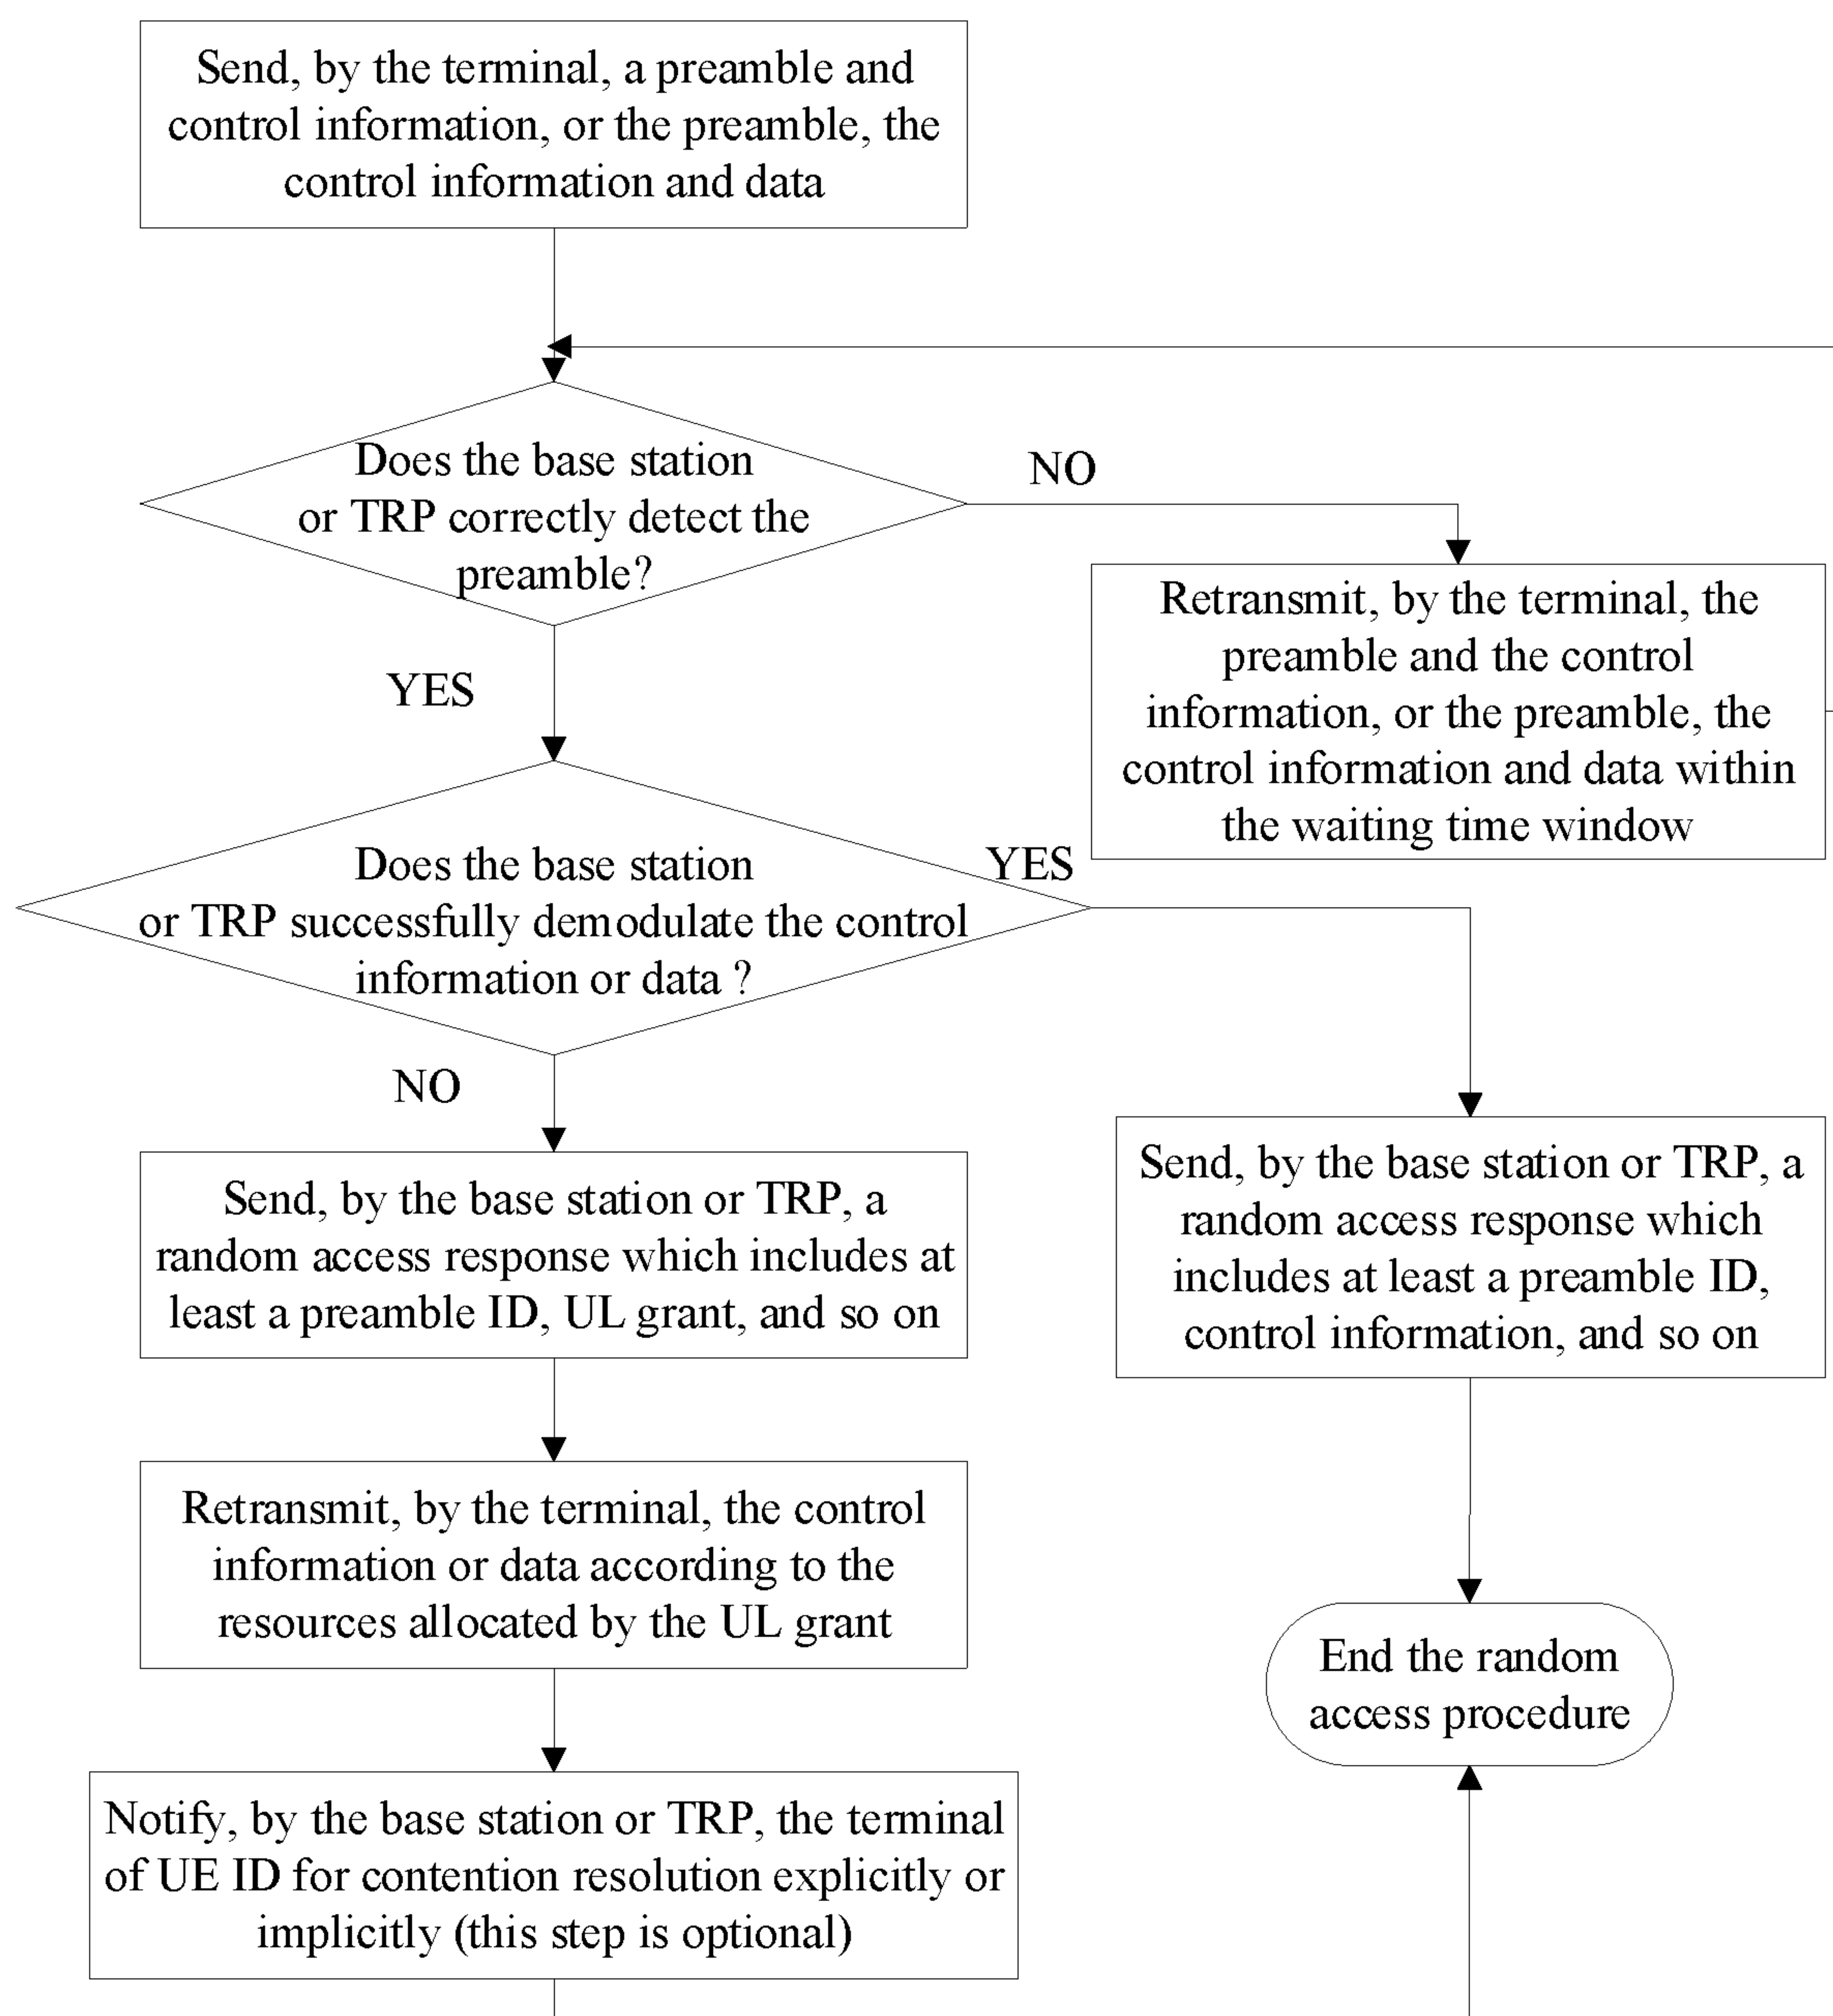 Send, by the terminal, a preamble and
control information, or the preamble, the
control information and data
Does the base station
or TRP correctly detect the
preamble?
NO
YES
Retransmit, by the terminal, the
preamble and the control
information, or the preamble, the
control information and data within
the waiting time window
Does the base station
or TRP successfully demodulate the control
information or data ?
YES
NO
Send, by the base station or TRP, a
random access response which includes at
least a preamble ID, UL grant, and so on
Send, by the base station or TRP, a
random access response which
includes at least a preamble ID,
control information, and so on
Retransmit, by the terminal, the control
information or data according to the
resources allocated by the UL grant
End the random
access procedure
Notify, by the base station or TRP, the terminal
of UE ID for contention resolution explicitly or
implicitly (this step is optional)